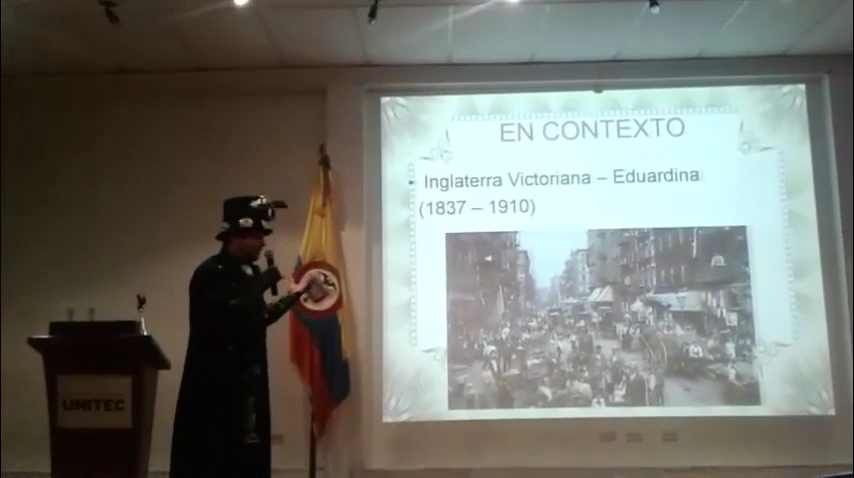 EN CONTEXTO
Inglaterra Victoriana – Eduardina
(1837 – 1910)
UNITEC